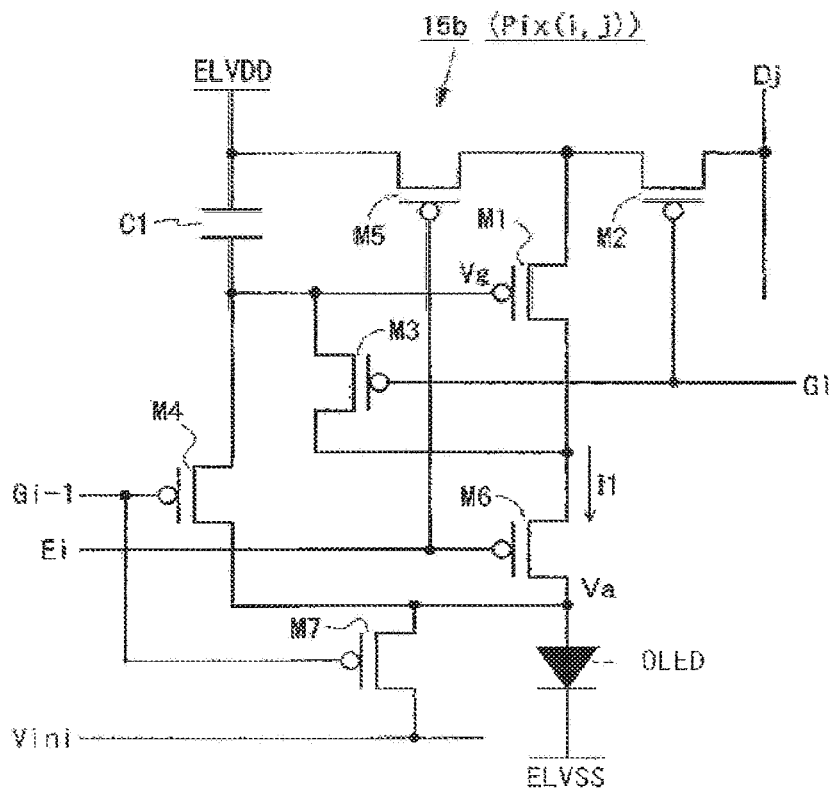 15b (Pix(i, j))
ELVDD
Dj
C1
M5
M1
M2
Vg
M3
Gi
M4
Gi-1
M6
I1
Ei
Va
M7
OLED
Vini
ELVSS